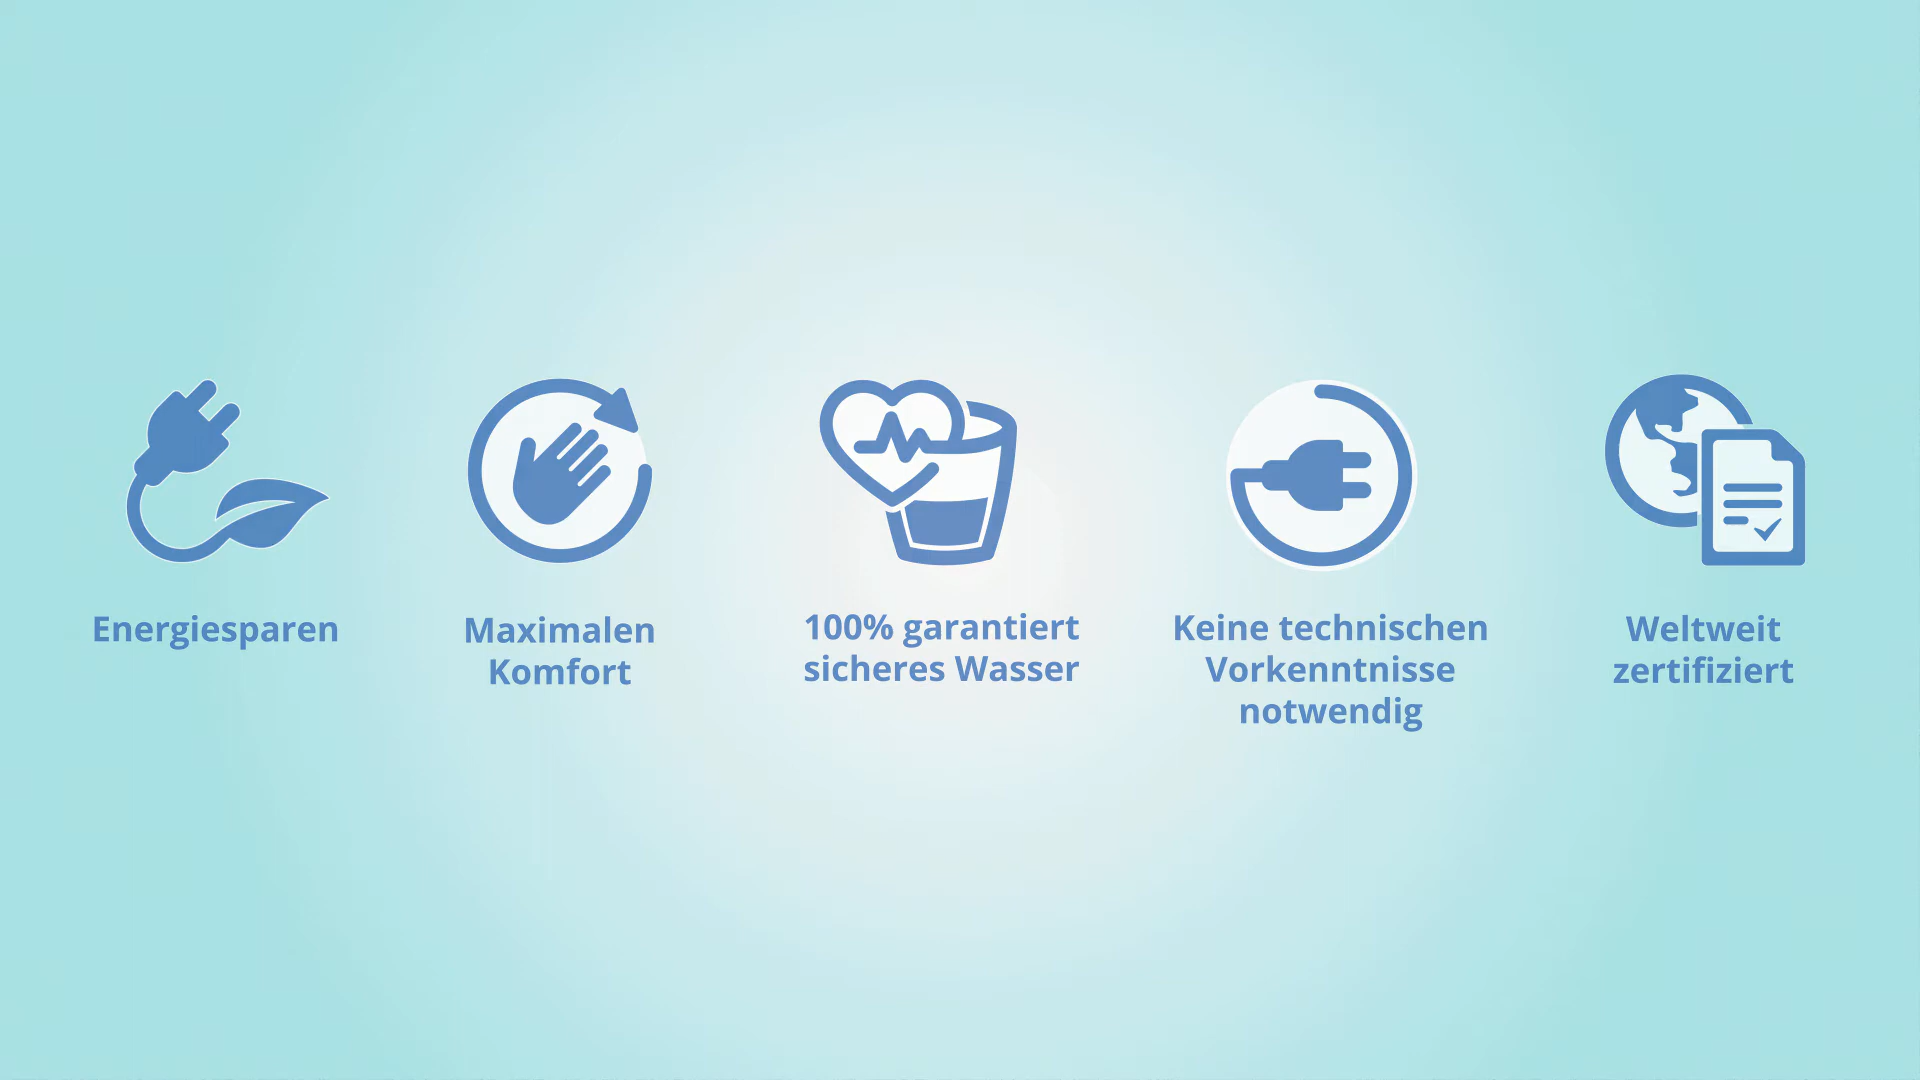 Energiesparen
Maximalen
Komfort
100% garantiert
sicheres Wasser
Keine technischen
Vorkenntnisse
notwendig
Weltweit
zertifiziert